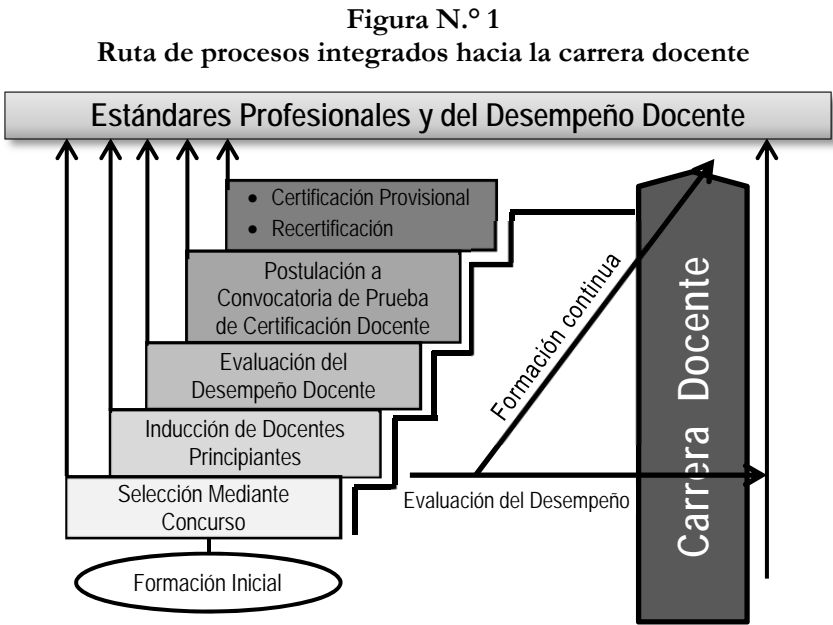 Figura N.° 1
Ruta de procesos integrados hacia la carrera docente
Estándares Profesionales y del Desempeño Docente
• Certificación Provisional
• Recertificación
Postulación a
Convocatoria de Prueba
de Certificación Docente
Evaluación del
Desempeño Docente
Inducción de Docentes
Principiantes
Selección Mediante
Concurso
Formación Inicial
Formación continua
Evaluación del Desempeño
Carrera Docente